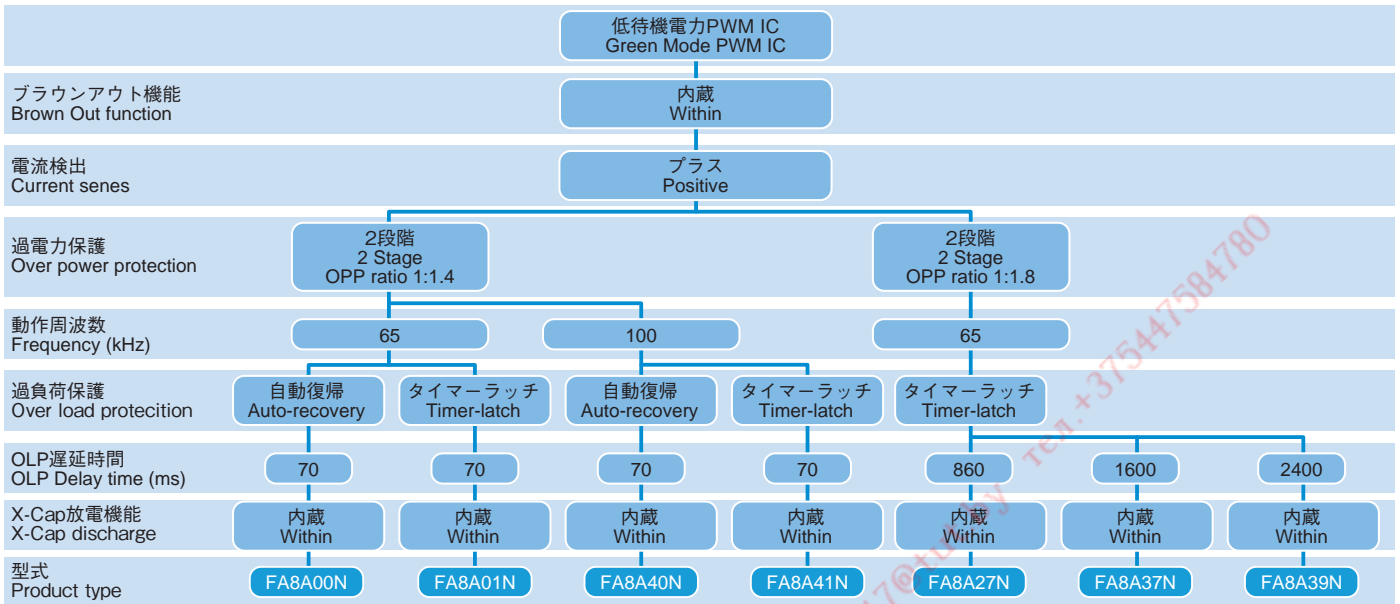 低待機電力PWM IC
Green Mode PWM IC
ブラウンアウト機能
Brown Out function
内蔵
Within
電流検出
Current senes
プラス
Positive
過電力保護
Over power protection
2段階
2 Stage
OPP ratio 1:1.4
2段階
2 Stage
OPP ratio 1:1.8
動作周波数
Frequency (kHz)
65
100
65
過負荷保護
Over load protecition
自動復帰
Auto-recovery
タイマーラッチ
Timer-latch
自動復帰
Auto-recovery
タイマーラッチ
Timer-latch
タイマーラッチ
Timer-latch
OLP遅延時間
OLP Delay time (ms)
70
70
70
70
860
1600
2400
X-Cap放電機能
X-Cap discharge
内蔵
Within
内蔵
Within
内蔵
Within
内蔵
Within
内蔵
Within
内蔵
Within
内蔵
Within
型式
Product type
FA8A00N
FA8A01N
FA8A40N
FA8A41N
FA8A27N
FA8A37N
FA8A39N
тел.+375447584780